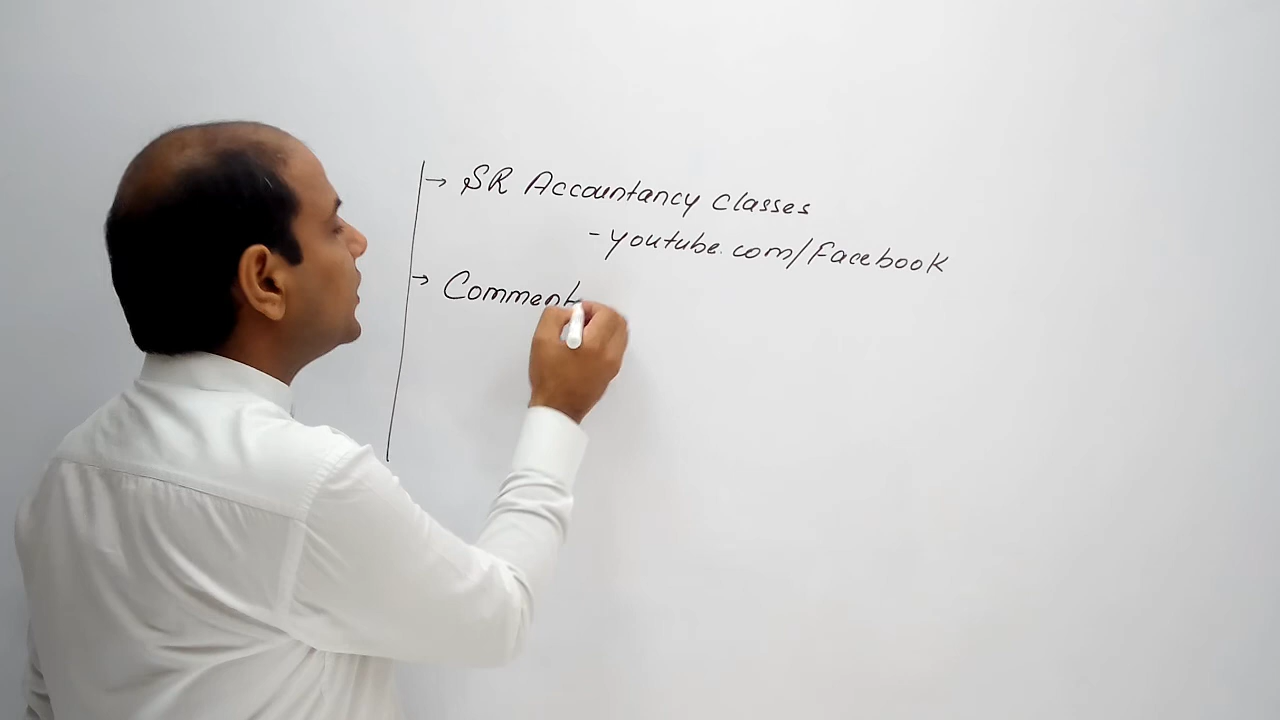 → SR Accountancy Classes
- youtube.com/Facebook
→ Comment